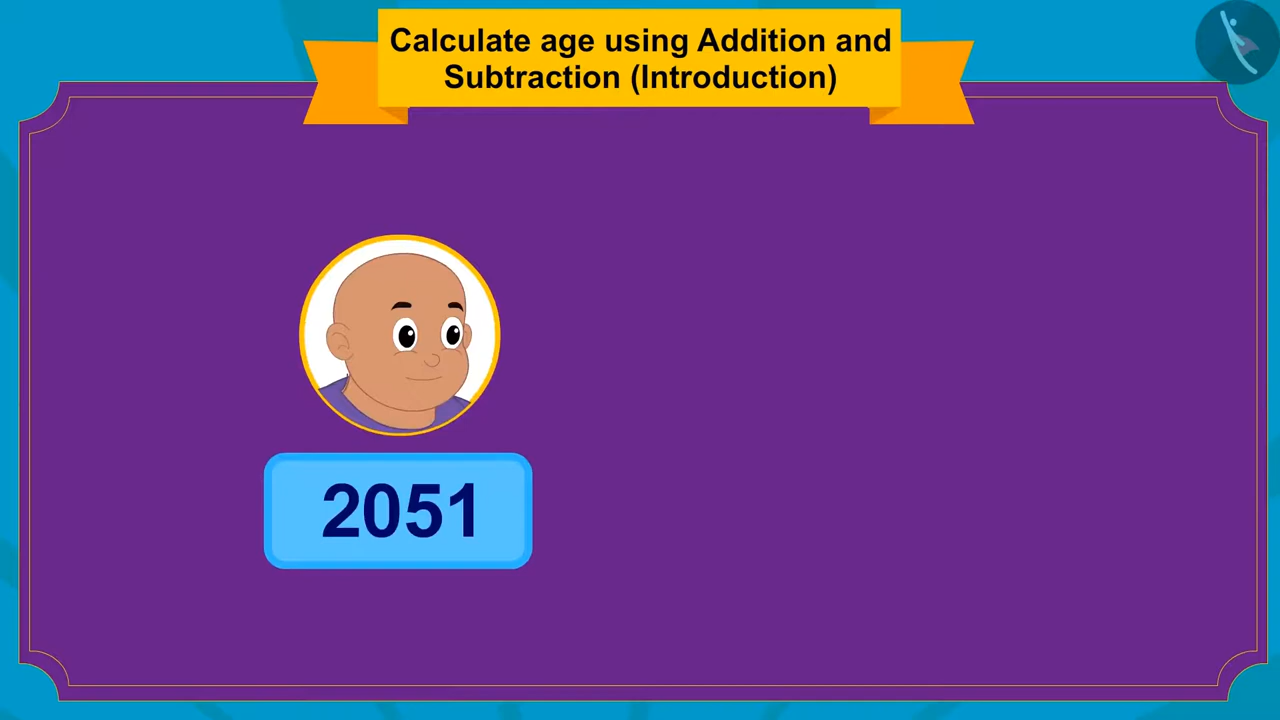 Calculate age using Addition and
Subtraction (Introduction)
2051